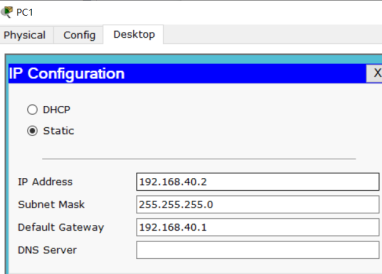 PC1
Physical Config Desktop
IP Configuration X
DHCP
Static
IP Address 192.168.40.2
Subnet Mask 255.255.255.0
Default Gateway 192.168.40.1
DNS Server